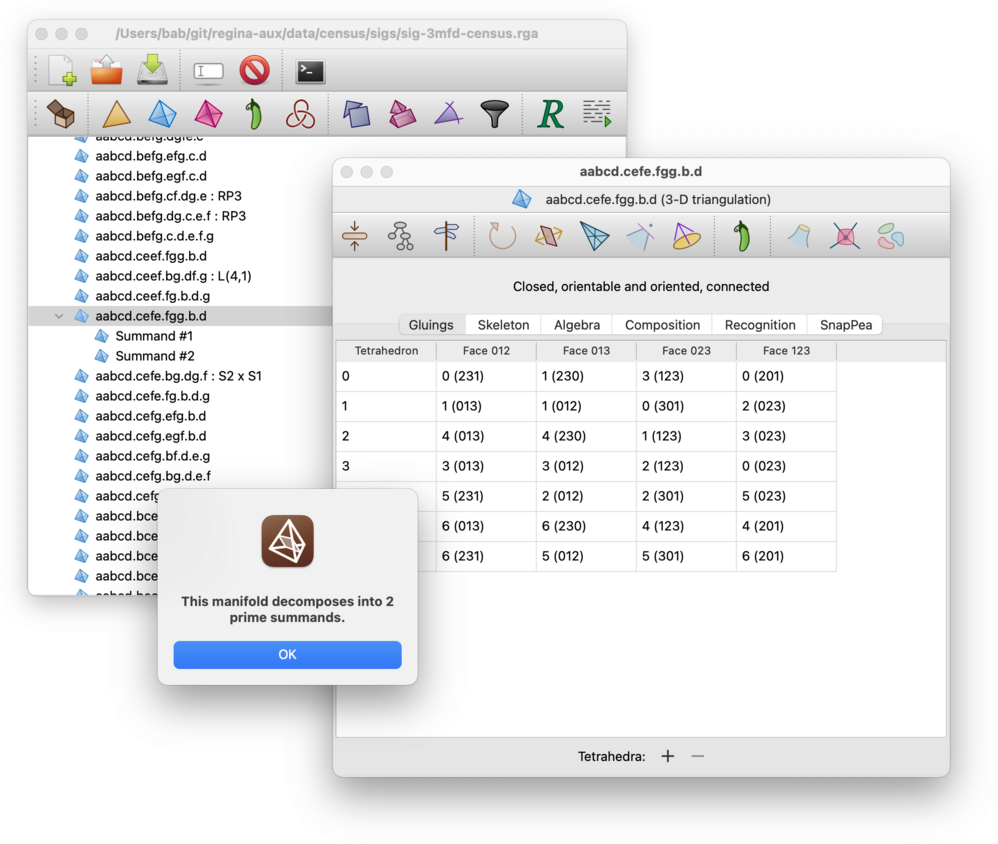 /Users/bab/git/regina-aux/data/census/sigs/sig-3mfd-census.rga
R
aabcd.befg.dgfe.c
aabcd.befg.efg.c.d
aabcd.befg.egf.c.d
aabcd.befg.cf.dg.e : RP3
aabcd.befg.dg.c.e.f : RP3
aabcd.befg.c.d.e.f.g
aabcd.ceef.fgg.b.d
aabcd.ceef.bg.df.g : L(4,1)
aabcd.ceef.fg.b.d.g
aabcd.cefe.fgg.b.d
Summand #1
Summand #2
aabcd.cefe.bg.dg.f : S2 x S1
aabcd.cefe.fg.b.d.g
aabcd.cefg.efg.b.d
aabcd.cefg.egf.b.d
aabcd.cefg.bf.d.e.g
aabcd.cefg.bg.d.e.f
aabcd.cefg
aabcd.bce
aabcd.bce
aabcd.bce
aabcd.bce
aabcd.cefe.fgg.b.d
aabcd.cefe.fgg.b.d (3-D triangulation)
Closed, orientable and oriented, connected
Gluings Skeleton Algebra Composition Recognition SnapPea
Tetrahedron Face 012 Face 013 Face 023 Face 123
0 0 (231) 1 (230) 3 (123) 0 (201)
1 1 (013) 1 (012) 0 (301) 2 (023)
2 4 (013) 4 (230) 1 (123) 3 (023)
3 3 (013) 3 (012) 2 (123) 0 (023)
5 (231) 2 (012) 2 (301) 5 (023)
6 (013) 6 (230) 4 (123) 4 (201)
6 (231) 5 (012) 5 (301) 6 (201)
Tetrahedra: + −
This manifold decomposes into 2
prime summands.
OK